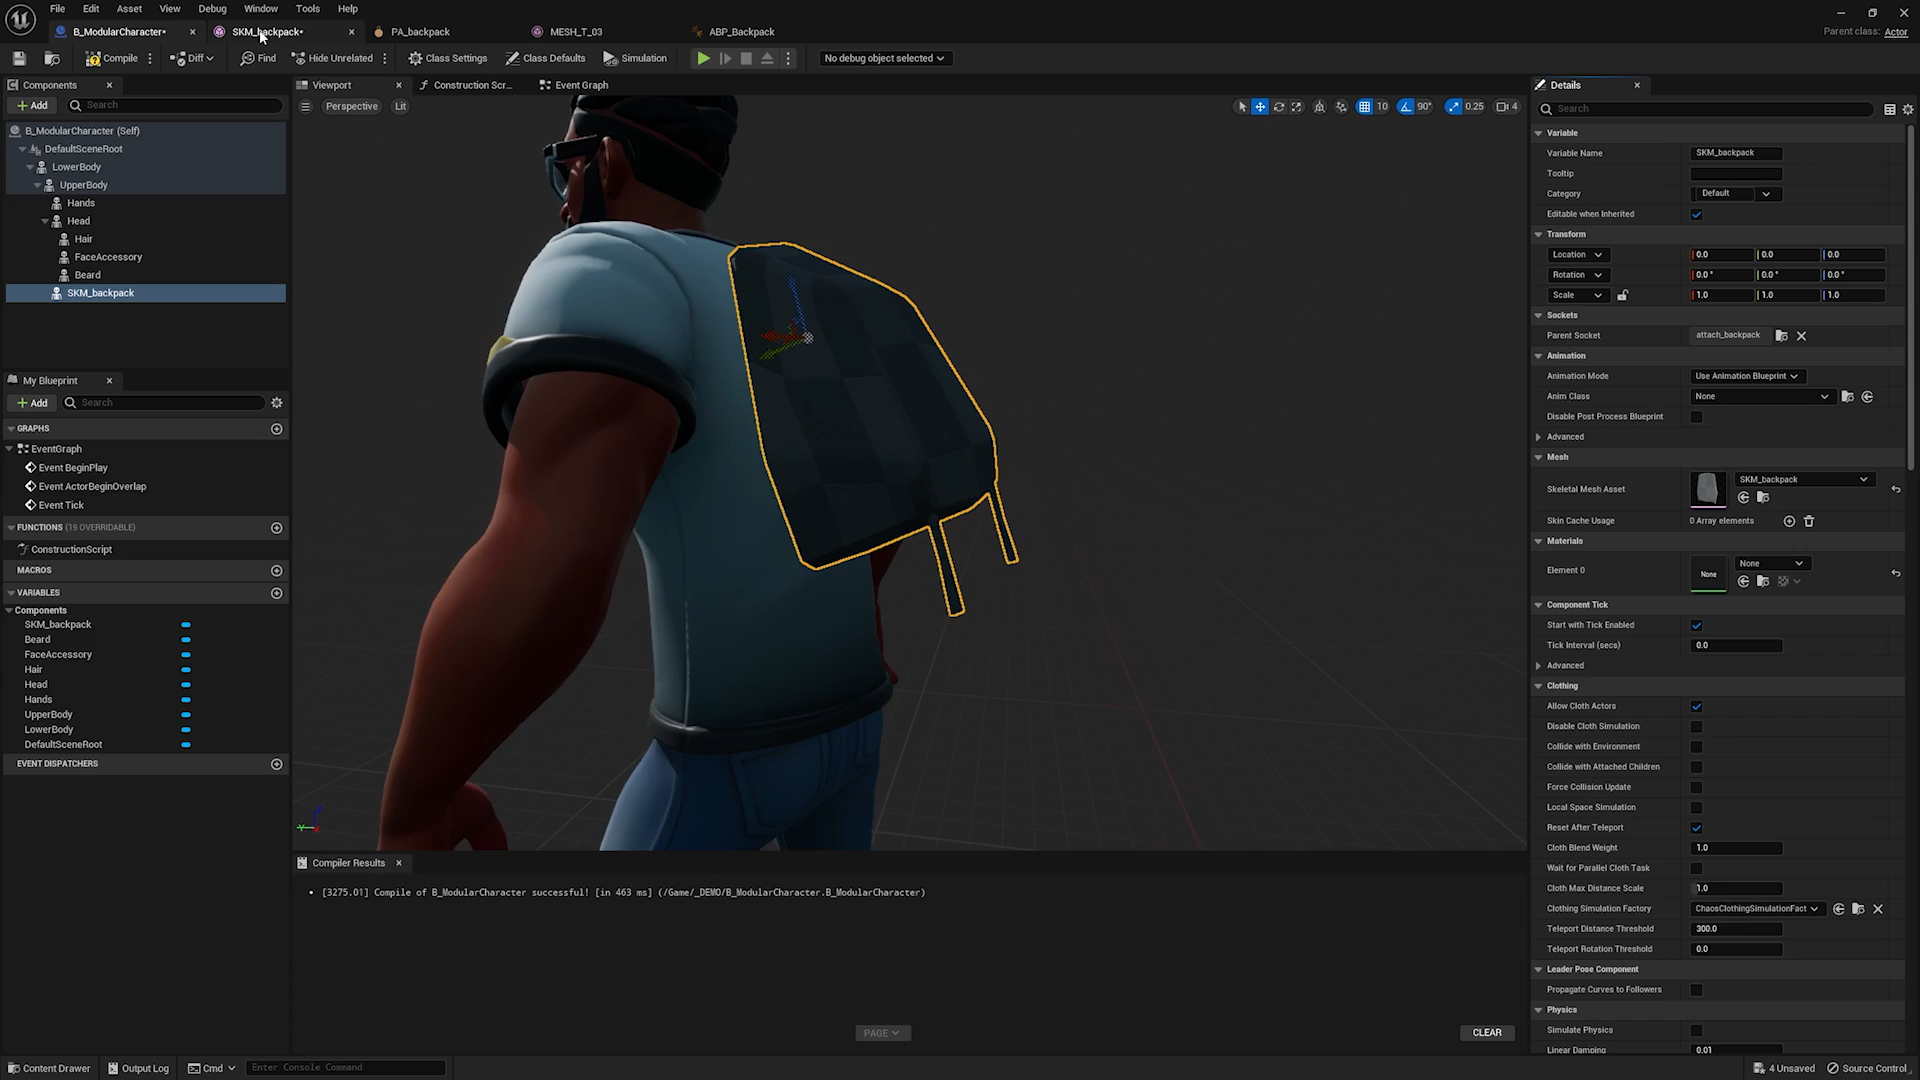 File Edit Asset View Debug Window Tools Help
B_ModularCharacter• SKM_backpack• PA_backpack MESH_T_03 ABP_Backpack
Parent class: Actor
Compile Diff Find Hide Unrelated Class Settings Class Defaults Simulation No debug object selected
Components
Add Search
B_ModularCharacter (Self)
DefaultSceneRoot
LowerBody
UpperBody
Hands
Head
Hair
FaceAccessory
Beard
SKM_backpack
My Blueprint
Add Search
GRAPHS
EventGraph
Event BeginPlay
Event ActorBeginOverlap
Event Tick
FUNCTIONS (19 OVERRIDABLE)
ConstructionScript
MACROS
VARIABLES
Components
SKM_backpack
Beard
FaceAccessory
Hair
Head
Hands
UpperBody
LowerBody
DefaultSceneRoot
EVENT DISPATCHERS
Viewport Construction Scr... Event Graph
Perspective Lit
10 90° 0.25 4
Compiler Results
• [3275.01] Compile of B_ModularCharacter successful! [in 463 ms] (/Game/_DEMO/B_ModularCharacter.B_ModularCharacter)
PAGE
CLEAR
Details
Search
Variable
Variable Name SKM_backpack
Tooltip
Category Default
Editable when Inherited
Transform
Location 0.0 0.0 0.0
Rotation 0.0° 0.0° 0.0°
Scale 1.0 1.0 1.0
Sockets
Parent Socket attach_backpack
Animation
Animation Mode Use Animation Blueprint
Anim Class None
Disable Post Process Blueprint
Advanced
Mesh
Skeletal Mesh Asset SKM_backpack
Skin Cache Usage 0 Array elements
Materials
Element 0 None None
Component Tick
Start with Tick Enabled
Tick Interval (secs) 0.0
Advanced
Clothing
Allow Cloth Actors
Disable Cloth Simulation
Collide with Environment
Collide with Attached Children
Force Collision Update
Local Space Simulation
Reset After Teleport
Cloth Blend Weight 1.0
Wait for Parallel Cloth Task
Cloth Max Distance Scale 1.0
Clothing Simulation Factory ChaosClothingSimulationFact
Teleport Distance Threshold 300.0
Teleport Rotation Threshold 0.0
Leader Pose Component
Propagate Curves to Followers
Physics
Simulate Physics
Linear Damping 0.01
Content Drawer Output Log Cmd Enter Console Command 4 Unsaved Source Control